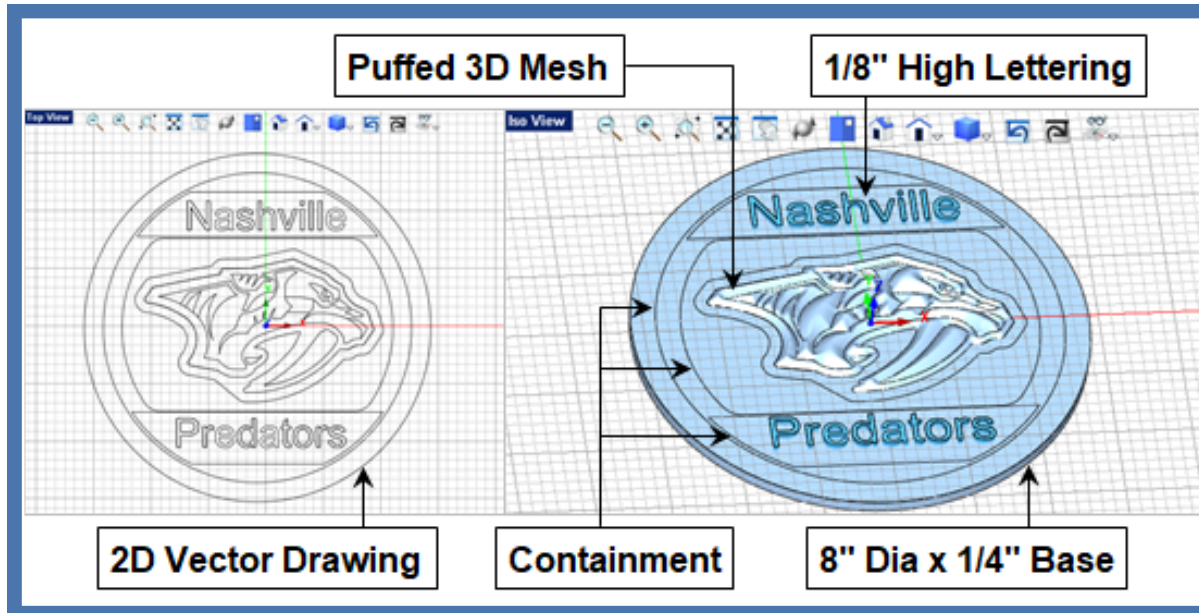 Puffed 3D Mesh
1/8" High Lettering
Top View
Iso View
Nashville
Predators
Nashville
Predators
X
Y
Z
X
2D Vector Drawing
Containment
8" Dia x 1/4" Base